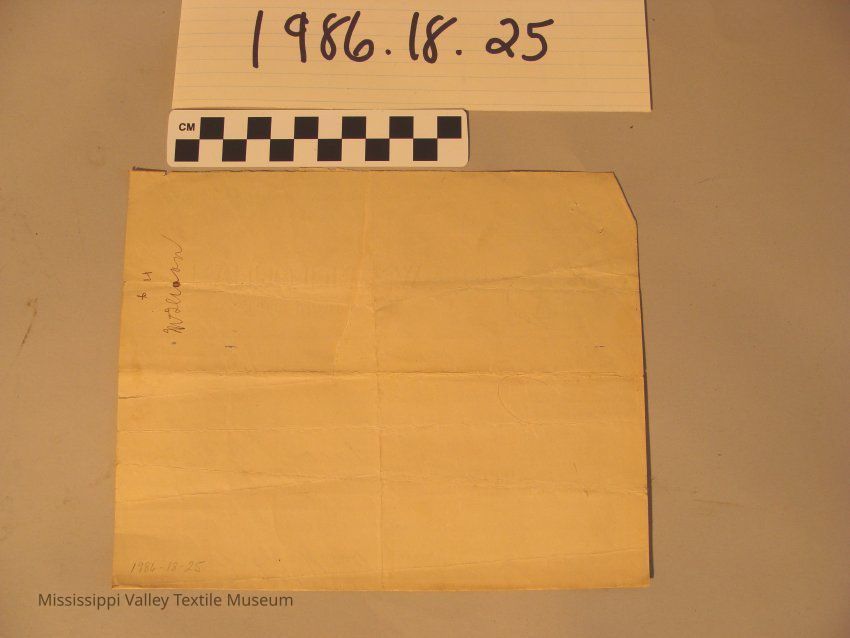 1986.18.25
CM
1986-18-25
Mississippi Valley Textile Museum